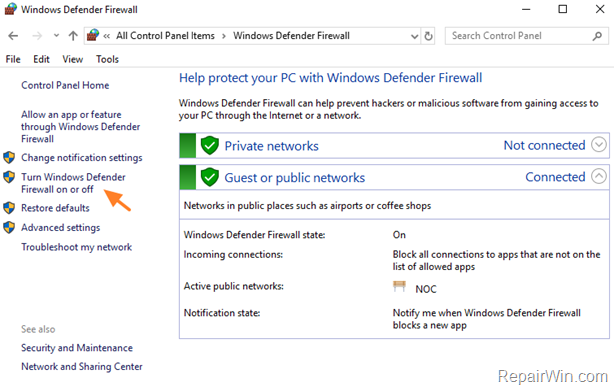 Windows Defender Firewall
« All Control Panel Items > Windows Defender Firewall
Search Control Panel
File Edit View Tools
Control Panel Home
Allow an app or feature
through Windows Defender
Firewall
Change notification settings
Turn Windows Defender
Firewall on or off
Restore defaults
Advanced settings
Troubleshoot my network
See also
Security and Maintenance
Network and Sharing Center
Help protect your PC with Windows Defender Firewall
Windows Defender Firewall can help prevent hackers or malicious software from gaining access to
your PC through the Internet or a network.
Private networks Not connected
Guest or public networks Connected
Networks in public places such as airports or coffee shops
Windows Defender Firewall state: On
Incoming connections: Block all connections to apps that are not on the
list of allowed apps
Active public networks: NOC
Notification state: Notify me when Windows Defender Firewall
blocks a new app
RepairWin.com